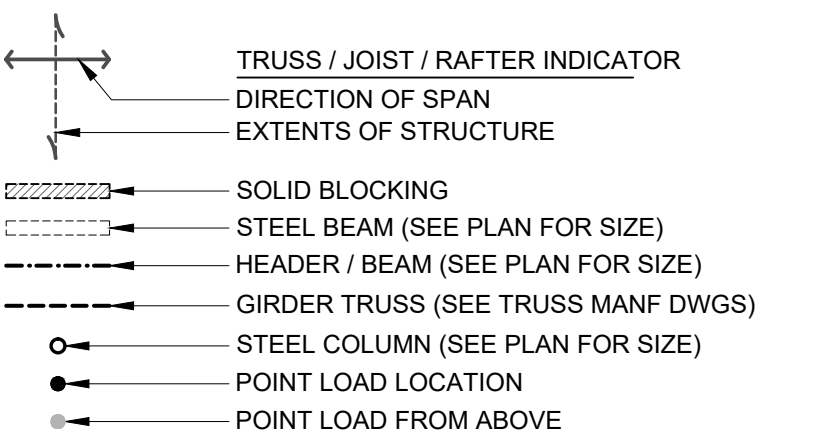 TRUSS / JOIST / RAFTER INDICATOR
DIRECTION OF SPAN
EXTENTS OF STRUCTURE
SOLID BLOCKING
STEEL BEAM (SEE PLAN FOR SIZE)
HEADER / BEAM (SEE PLAN FOR SIZE)
GIRDER TRUSS (SEE TRUSS MANF DWGS)
STEEL COLUMN (SEE PLAN FOR SIZE)
POINT LOAD LOCATION
POINT LOAD FROM ABOVE